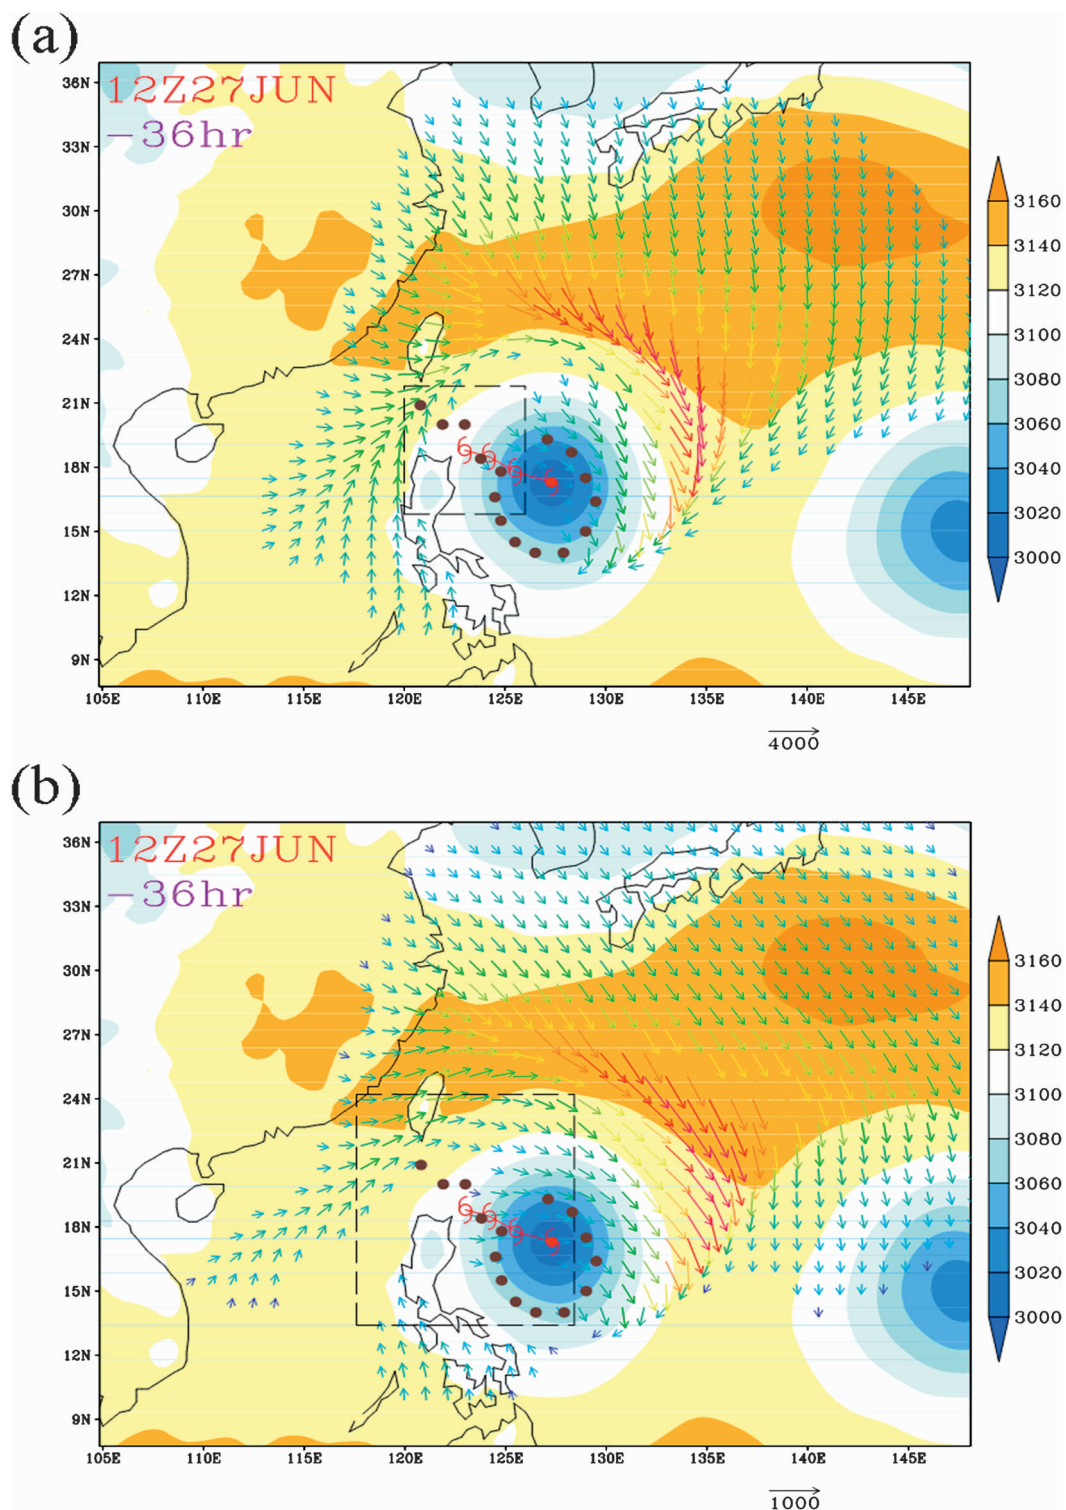 (a)
12Z27JUN
-36hr
36N
33N
30N
27N
24N
21N
18N
15N
12N
9N
105E 110E 115E 120E 125E 130E 135E 140E 145E
3160
3140
3120
3100
3080
3060
3040
3020
3000
4000
(b)
12Z27JUN
-36hr
36N
33N
30N
27N
24N
21N
18N
15N
12N
9N
105E 110E 115E 120E 125E 130E 135E 140E 145E
3160
3140
3120
3100
3080
3060
3040
3020
3000
1000